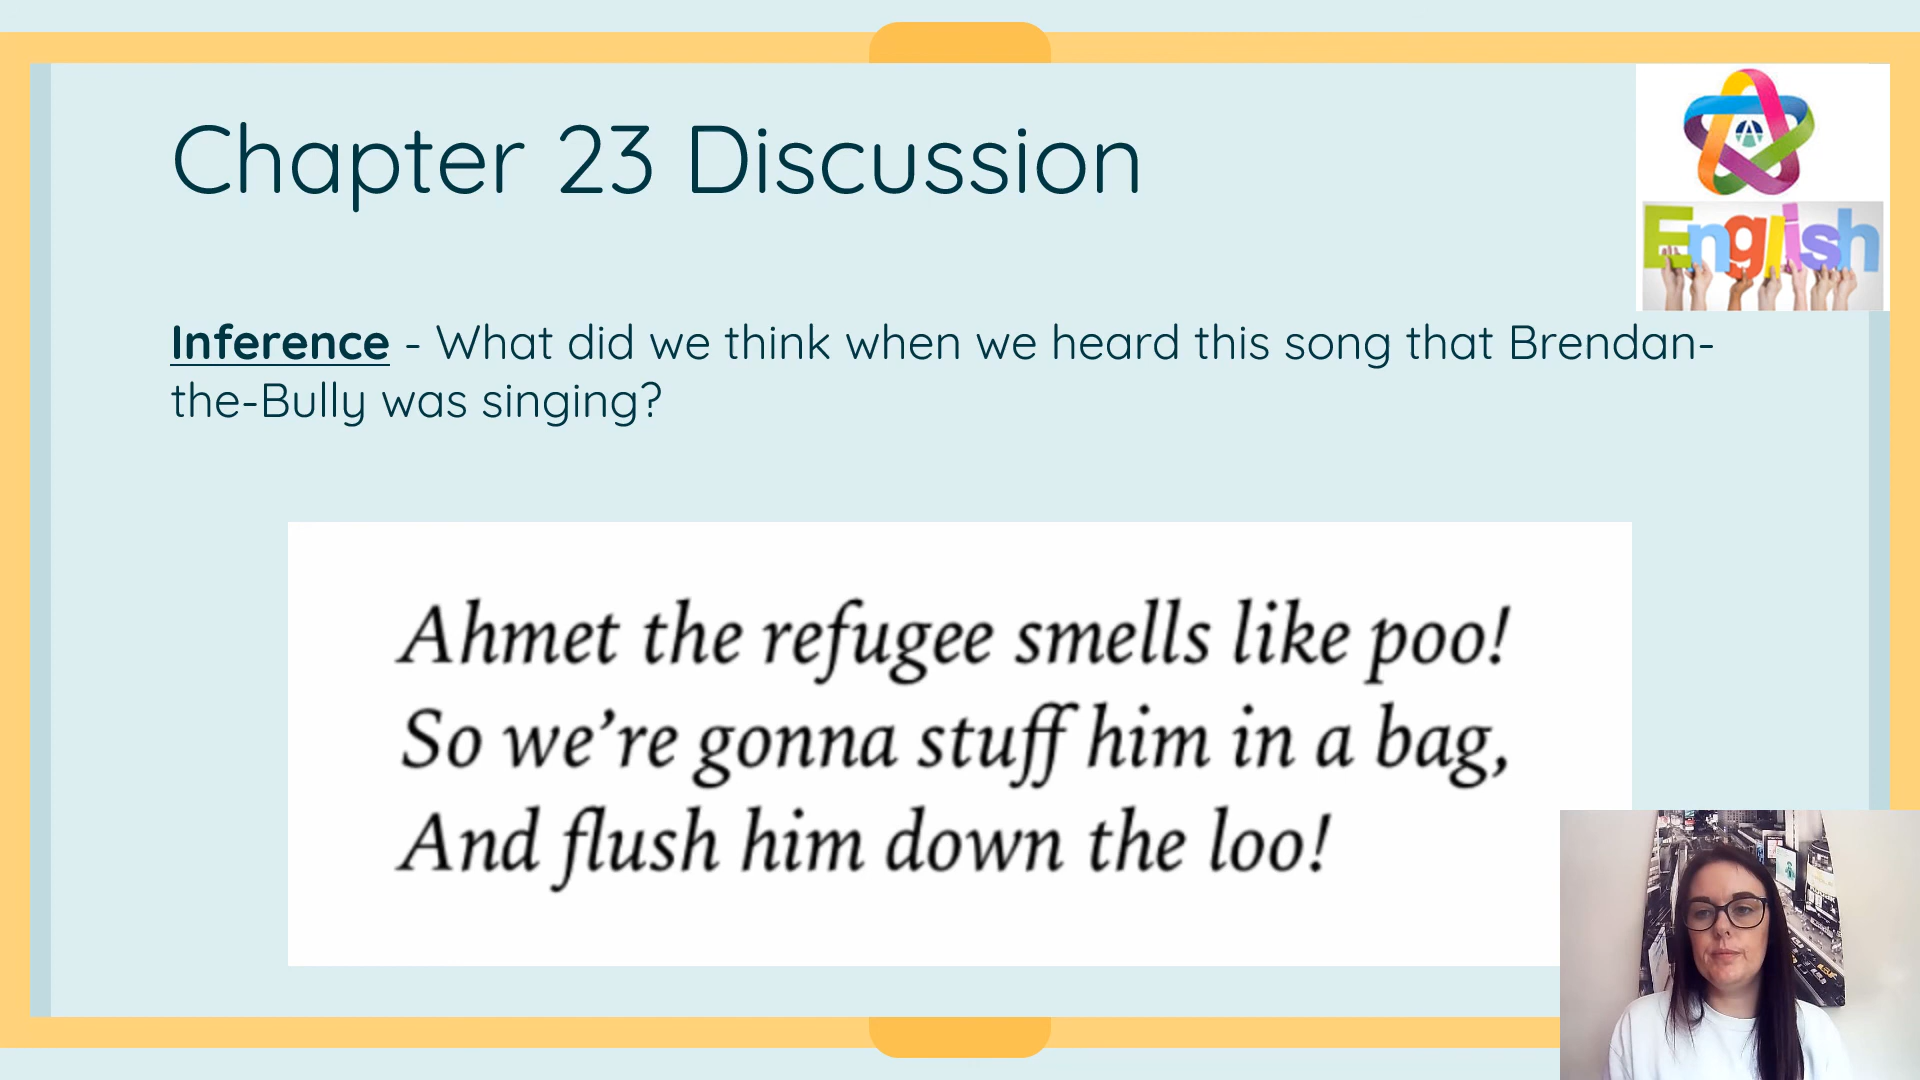 Chapter 23 Discussion
English
Inference - What did we think when we heard this song that Brendan-
the-Bully was singing?
Ahmet the refugee smells like poo!
So we’re gonna stuff him in a bag,
And flush him down the loo!